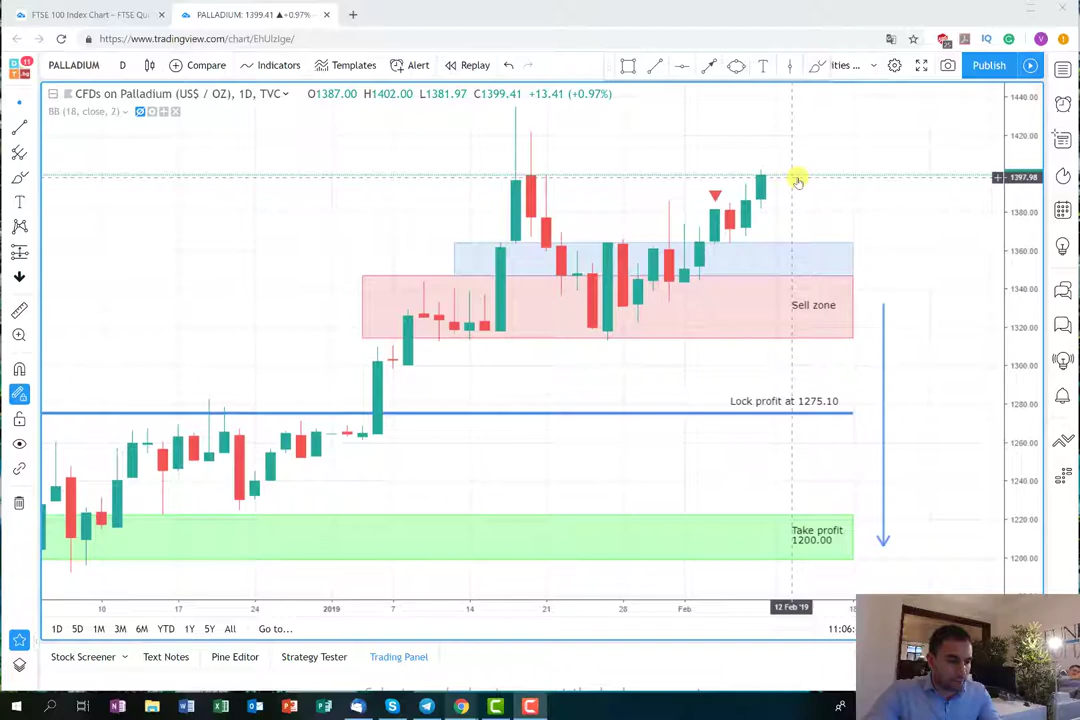 FTSE 100 Index Chart – FTSE Qu
PALLADIUM: 1399.41 ▲+0.97%
https://www.tradingview.com/chart/EhUIzlge/
PALLADIUM D Compare Indicators Templates Alert Replay ities ... Publish
CFDs on Palladium (US$ / OZ), 1D, TVC O1387.00 H1402.00 L1381.97 C1399.41 +13.41 (+0.97%)
BB (18, close, 2)
1440.00
1420.00
1397.98
1380.00
1360.00
1340.00
Sell zone
1320.00
1300.00
Lock profit at 1275.10
1280.00
1260.00
1240.00
1220.00
Take profit
1200.00
1200.00
10 17 24 2019 7 14 21 28 Feb 12 Feb '19
1D 5D 1M 3M 6M YTD 1Y 5Y All Go to... 11:06:
Stock Screener Text Notes Pine Editor Strategy Tester Trading Panel